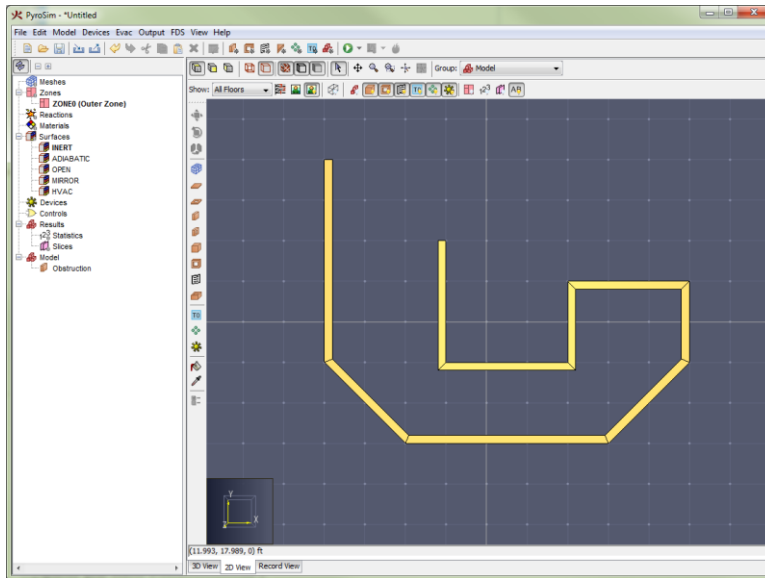 PyroSim - *Untitled
File Edit Model Devices Evac Output FDS View Help
Group: Model
Show: All Floors
Meshes
Zones
ZONE0 (Outer Zone)
Reactions
Materials
Surfaces
INERT
ADIABATIC
OPEN
MIRROR
HVAC
Devices
Controls
Results
Statistics
Slices
Model
Obstruction
Y
X
Z
(11.993, 17.989, 0) ft
3D View 2D View Record View